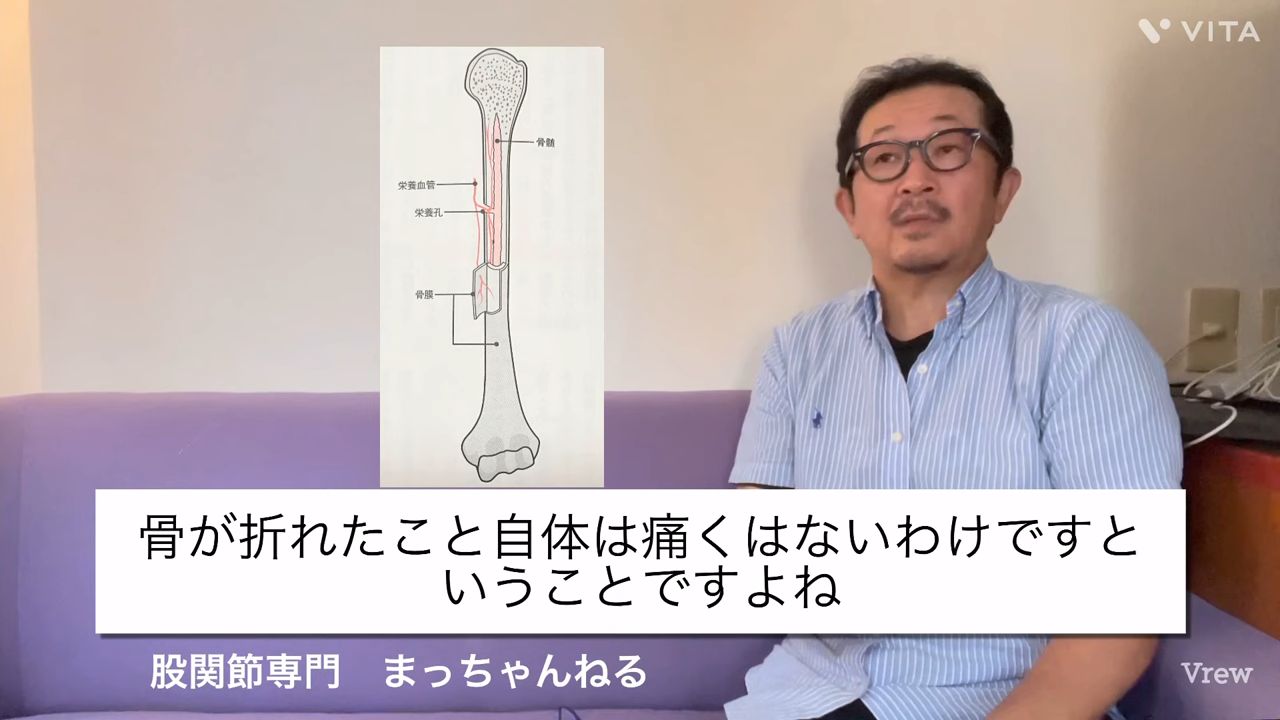 VITA
骨髄
栄養血管
栄養孔
骨膜
骨が折れたこと自体は痛くはないわけですと
いうことですよね
股関節専門 まっちゃんねる
Vrew